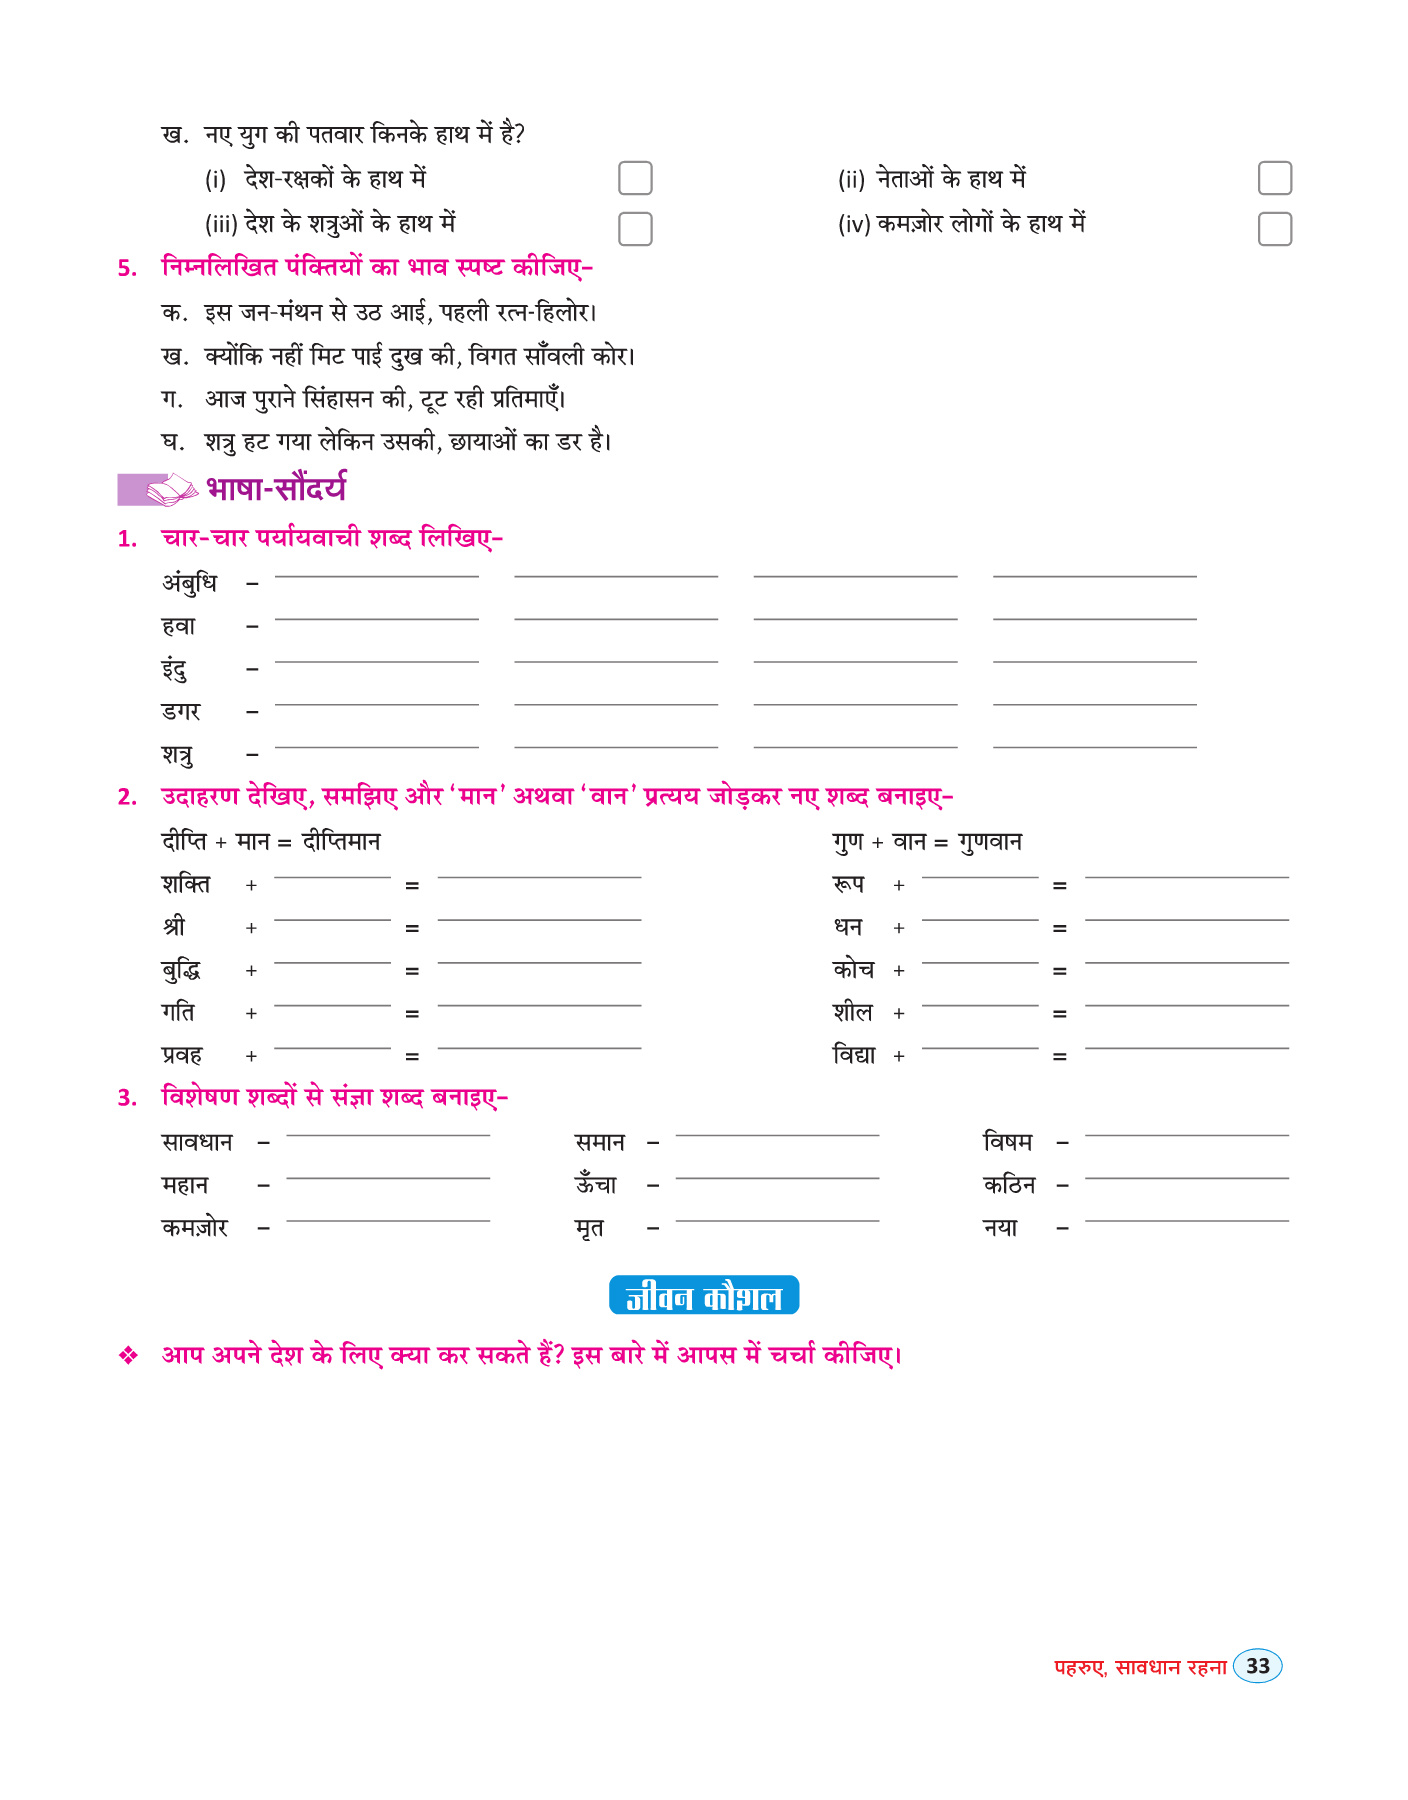 ख. नए युग की पतवार किनके हाथ में है?
(i) देश-रक्षकों के हाथ में (ii) नेताओं के हाथ में
(iii) देश के शत्रुओं के हाथ में (iv) कमज़ोर लोगों के हाथ में
5. निम्नलिखित पंक्तियों का भाव स्पष्ट कीजिए–
क. इस जन-मंथन से उठ आई, पहली रत्न-हिलोर।
ख. क्योंकि नहीं मिट पाई दुख की, विगत साँवली कोर।
ग. आज पुराने सिंहासन की, टूट रही प्रतिमाएँ।
घ. शत्रु हट गया लेकिन उसकी, छायाओं का डर है।
भाषा-सौंदर्य
1. चार-चार पर्यायवाची शब्द लिखिए–
अंबुधि –
हवा –
इंदु –
डगर –
शत्रु –
2. उदाहरण देखिए, समझिए और ‘मान’ अथवा ‘वान’ प्रत्यय जोड़कर नए शब्द बनाइए–
दीप्ति + मान = दीप्तिमान गुण + वान = गुणवान
शक्ति + = रूप + =
श्री + = धन + =
बुद्धि + = कोच + =
गति + = शील + =
प्रवह + = विद्या + =
3. विशेषण शब्दों से संज्ञा शब्द बनाइए–
सावधान – समान – विषम –
महान – ऊँचा – कठिन –
कमज़ोर – मृत – नया –
जीवन कौशल
❖ आप अपने देश के लिए क्या कर सकते हैं? इस बारे में आपस में चर्चा कीजिए।
पहरुए, सावधान रहना 33